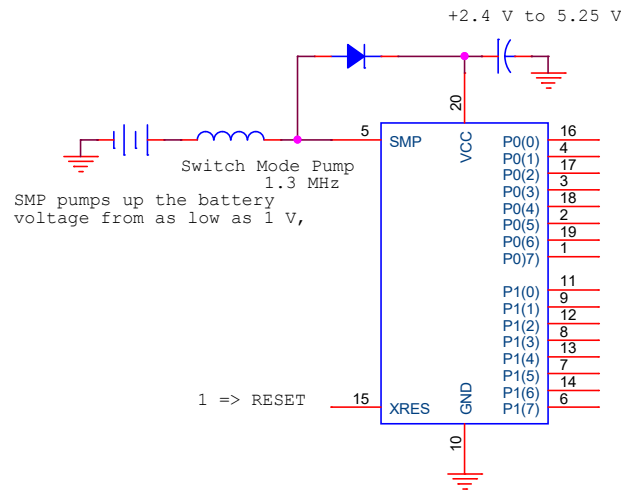 +2.4 V to 5.25 V
20
VCC
5
SMP
Switch Mode Pump
1.3 MHz
SMP pumps up the battery
voltage from as low as 1 V,
P0(0) 16
P0(1) 4
P0(2) 17
P0(3) 3
P0(4) 18
P0(5) 2
P0(6) 19
P0)7) 1
P1(0) 11
P1(1) 9
P1(2) 12
P1(3) 8
P1(4) 13
P1(5) 7
P1(6) 14
P1(7) 6
1 => RESET
15
XRES
GND
10